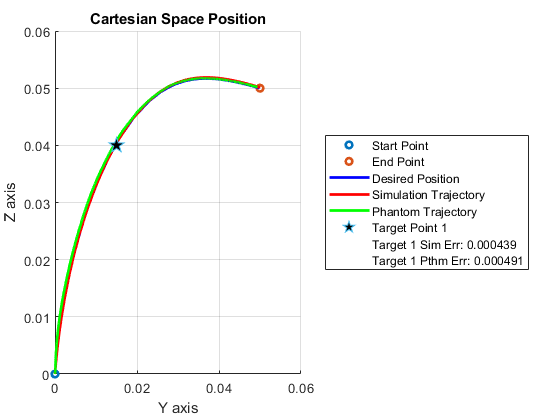 Cartesian Space Position
0.06
0.05
0.04
0.03
0.02
0.01
0
Z axis
0 0.02 0.04 0.06
Y axis
Start Point
End Point
Desired Position
Simulation Trajectory
Phantom Trajectory
Target Point 1
Target 1 Sim Err: 0.000439
Target 1 Pthm Err: 0.000491